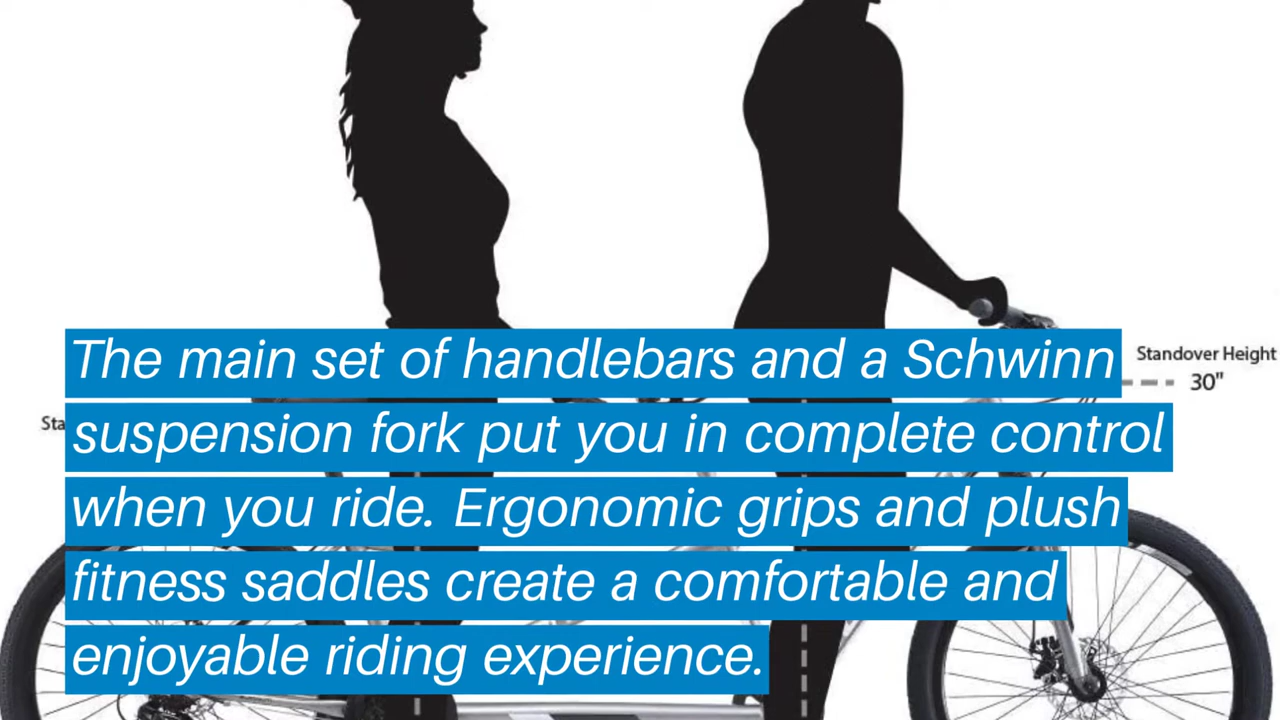 The main set of handlebars and a Schwinn
suspension fork put you in complete control
when you ride. Ergonomic grips and plush
fitness saddles create a comfortable and
enjoyable riding experience.
Standover Height
30"